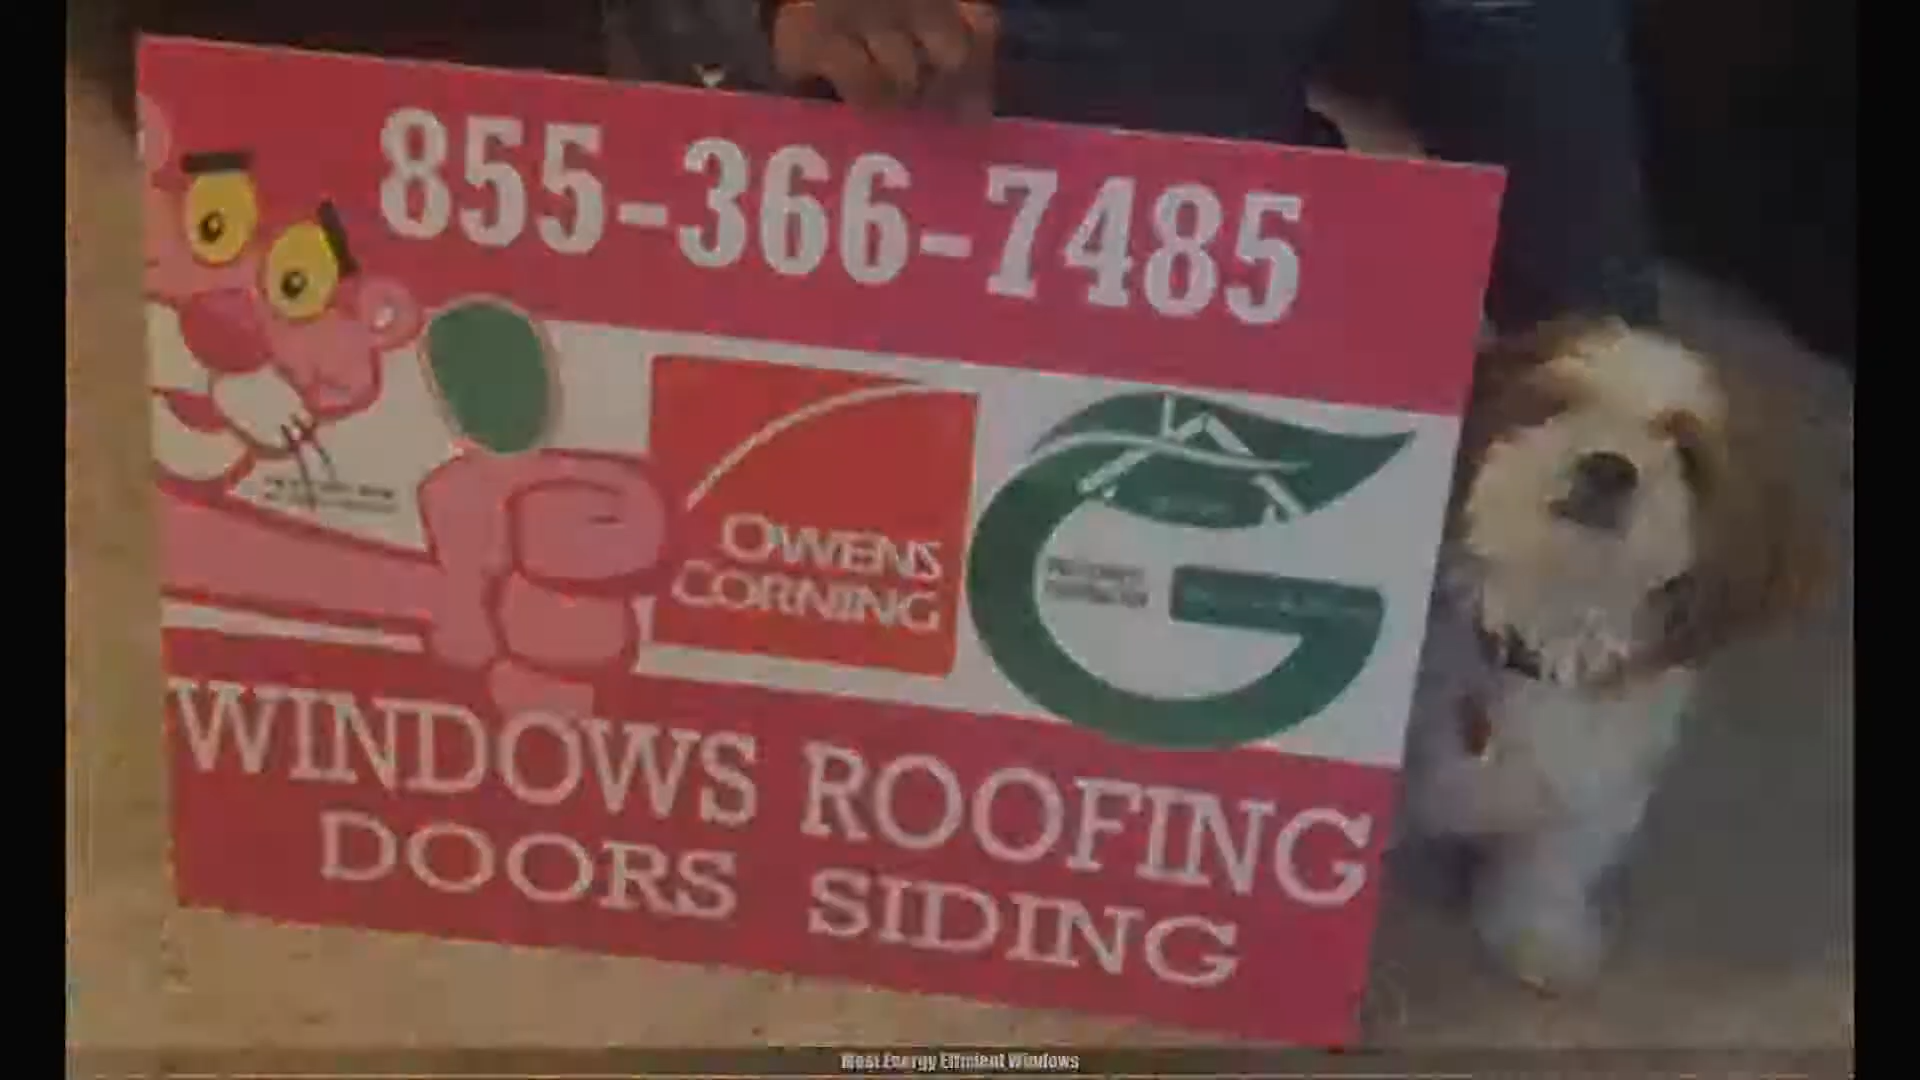 855-366-7485
OWENS
CORNING
WINDOWS ROOFING
DOORS SIDING
Most Energy Efficient Windows